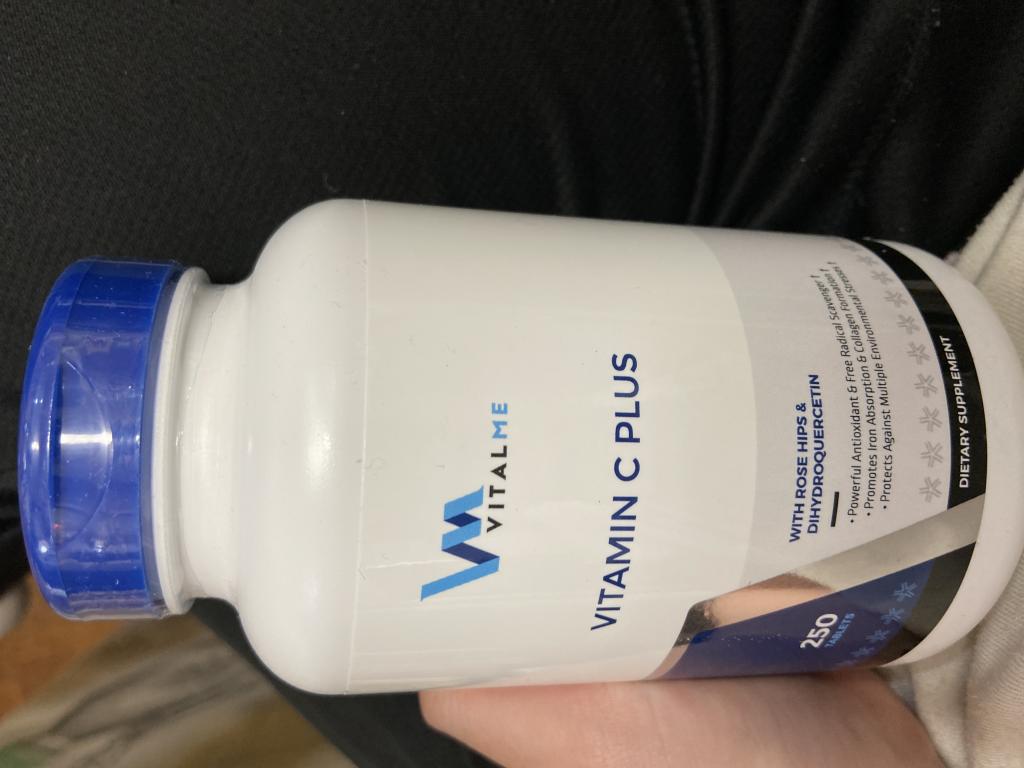 VITALME
VITAMIN C PLUS
WITH ROSE HIPS &
DIHYDROQUERCETIN
• Powerful Antioxidant & Free Radical Scavenger †
• Promotes Iron Absorption & Collagen Formation †
• Protects Against Multiple Environmental Stresses †
250
TABLETS
DIETARY SUPPLEMENT